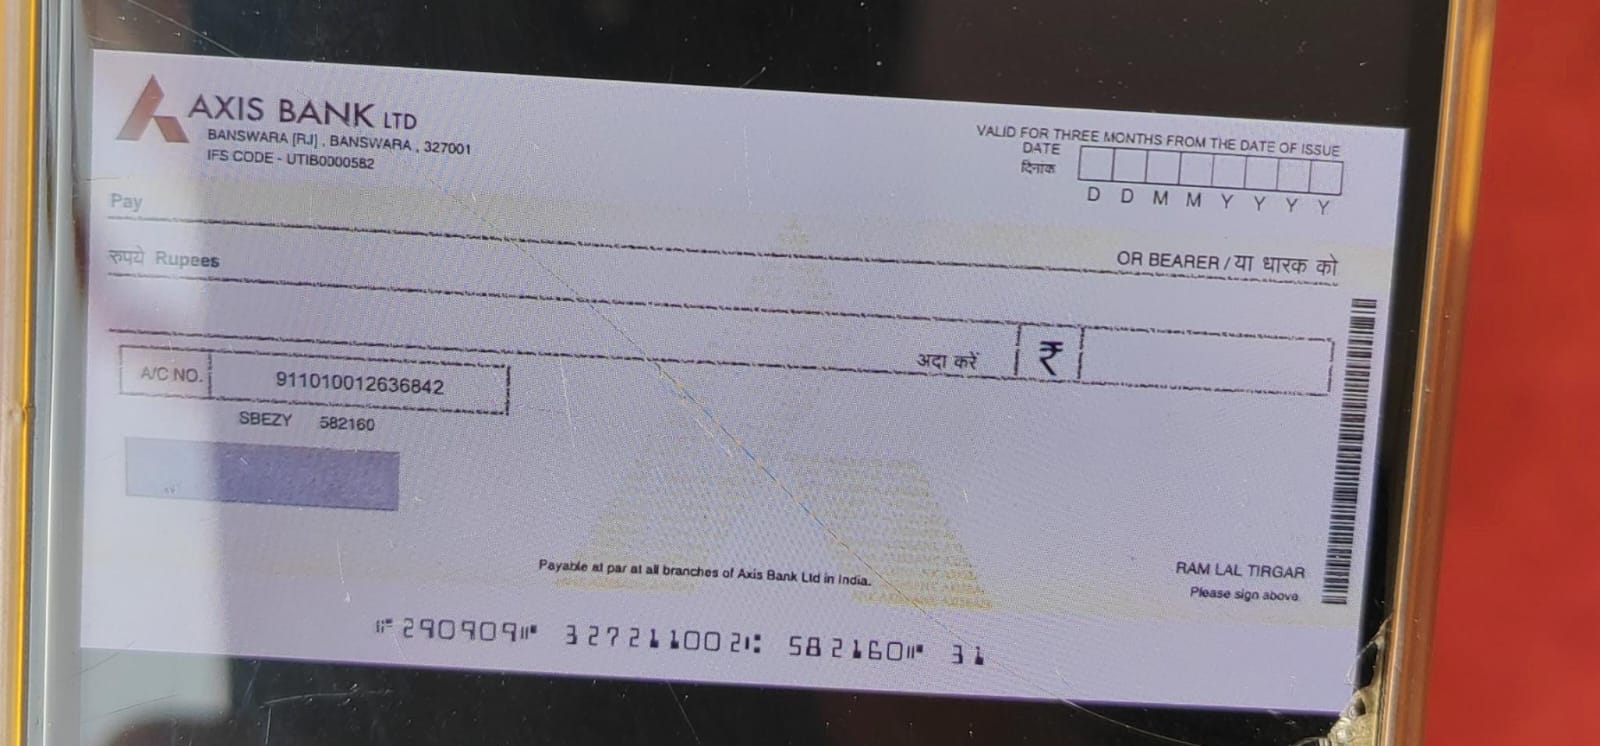 AXIS BANK LTD
BANSWARA [RJ] , BANSWARA , 327001
IFS CODE - UTIB0000582
VALID FOR THREE MONTHS FROM THE DATE OF ISSUE
DATE
दिनांक
D D M M Y Y Y Y
Pay
OR BEARER / या धारक को
रुपये Rupees
अदा करें ₹
A/C NO. 911010012636842
SBEZY 582160
Payable at par at all branches of Axis Bank Ltd in India.
RAM LAL TIRGAR
Please sign above
⑈290909⑈ 327211002⑆ 582160⑈ 31